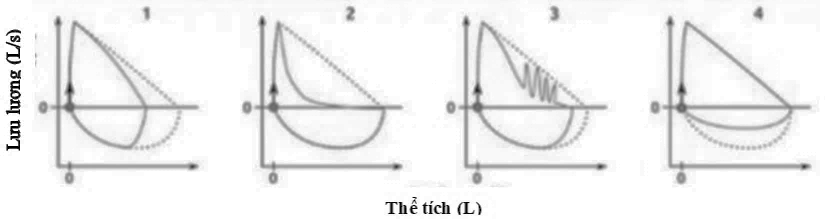 1 2 3 4
Lưu lượng (L/s)
0 0 0 0
0 0 0 0
Thể tích (L)